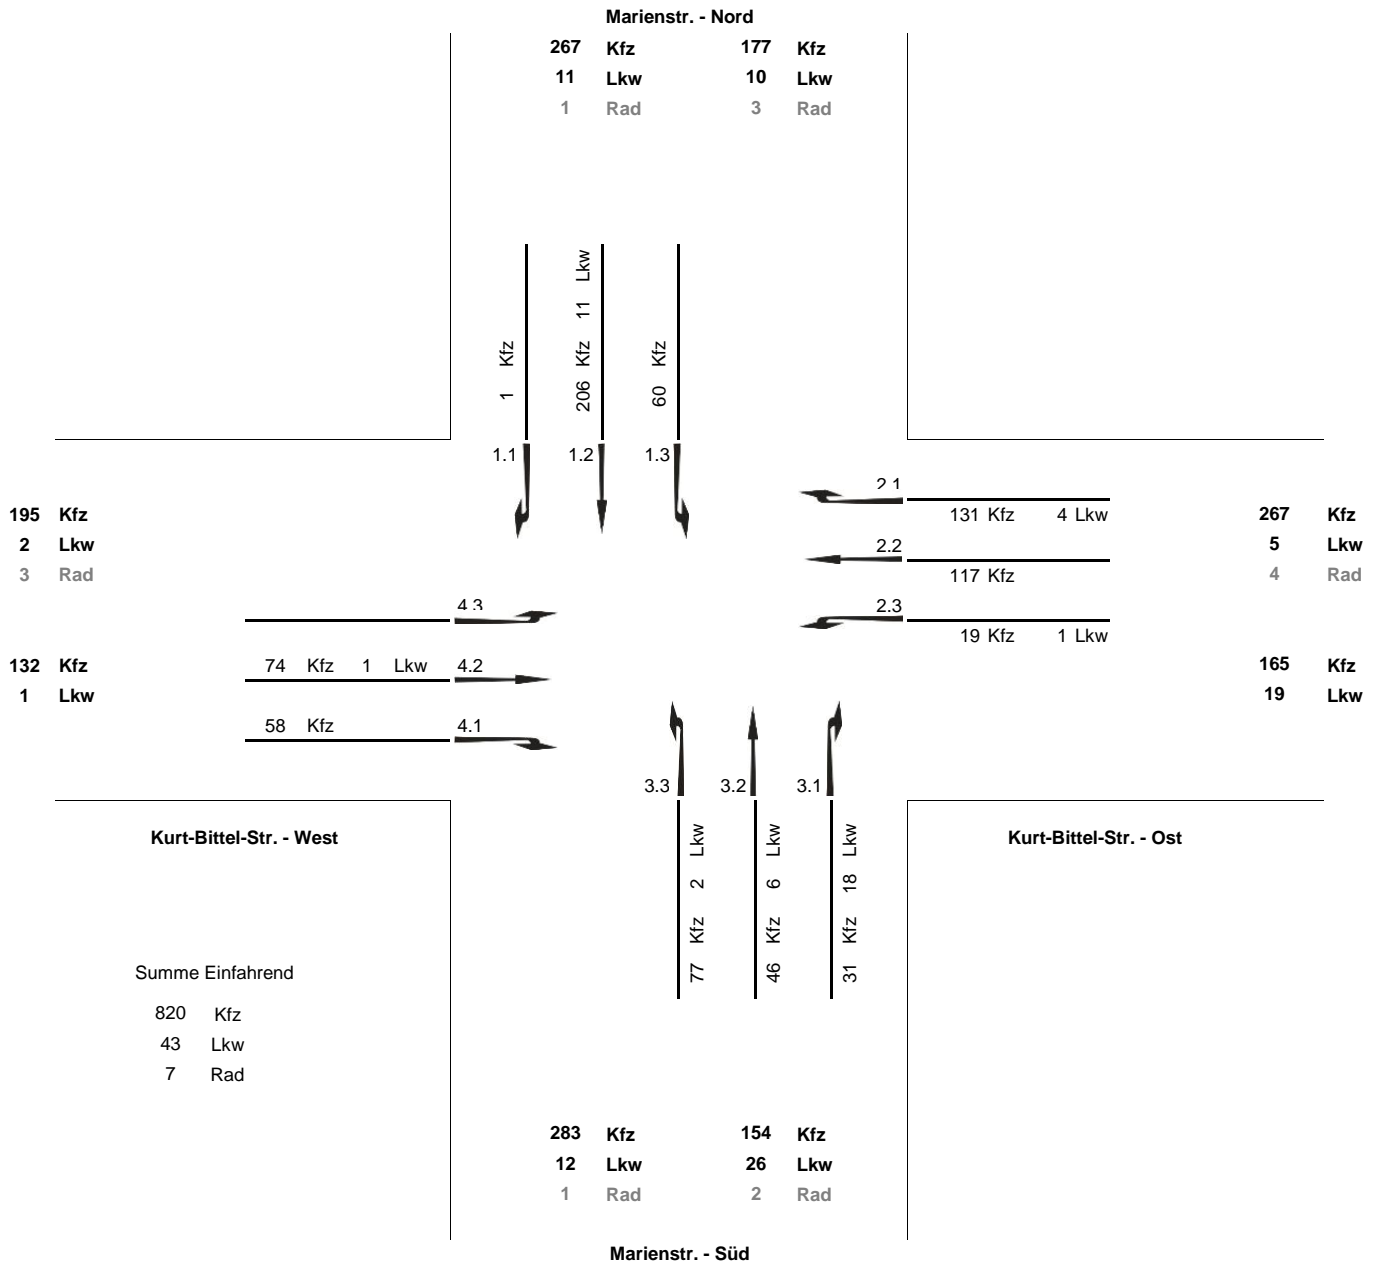 Marienstr. - Nord
267 Kfz 177 Kfz
11 Lkw 10 Lkw
1 Rad 3 Rad
1 Kfz
206 Kfz 11 Lkw
60 Kfz
1.1 1.2 1.3
2.1
131 Kfz 4 Lkw
2.2
117 Kfz
2.3
19 Kfz 1 Lkw
195 Kfz
2 Lkw
3 Rad
267 Kfz
5 Lkw
4 Rad
4.3
132 Kfz
1 Lkw
74 Kfz 1 Lkw 4.2
58 Kfz 4.1
165 Kfz
19 Lkw
3.3 3.2 3.1
77 Kfz 2 Lkw
46 Kfz 6 Lkw
31 Kfz 18 Lkw
Kurt-Bittel-Str. - West
Kurt-Bittel-Str. - Ost
Summe Einfahrend
820 Kfz
43 Lkw
7 Rad
283 Kfz 154 Kfz
12 Lkw 26 Lkw
1 Rad 2 Rad
Marienstr. - Süd